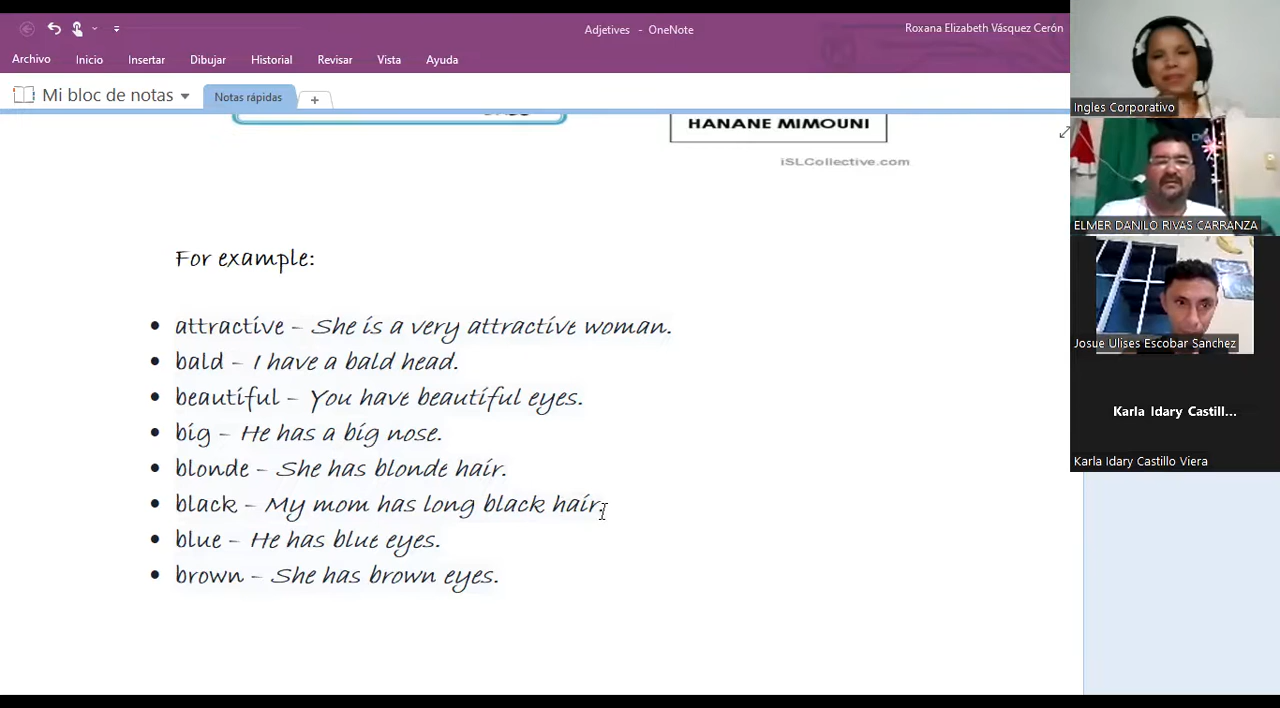 Adjetives - OneNote
Roxana Elizabeth Vásquez Cerón
Archivo Inicio Insertar Dibujar Historial Revisar Vista Ayuda
Mi bloc de notas
Notas rápidas
+
HANANE MIMOUNI
iSLCollective.com
For example:
• attractive – She is a very attractive woman.
• bald – I have a bald head.
• beautiful – You have beautiful eyes.
• big – He has a big nose.
• blonde – She has blonde hair.
• black – My mom has long black hair.
• blue – He has blue eyes.
• brown – She has brown eyes.
Ingles Corporativo
ELMER DANILO RIVAS CARRANZA
Josue Ulises Escobar Sanchez
Karla Idary Castill...
Karla Idary Castillo Viera